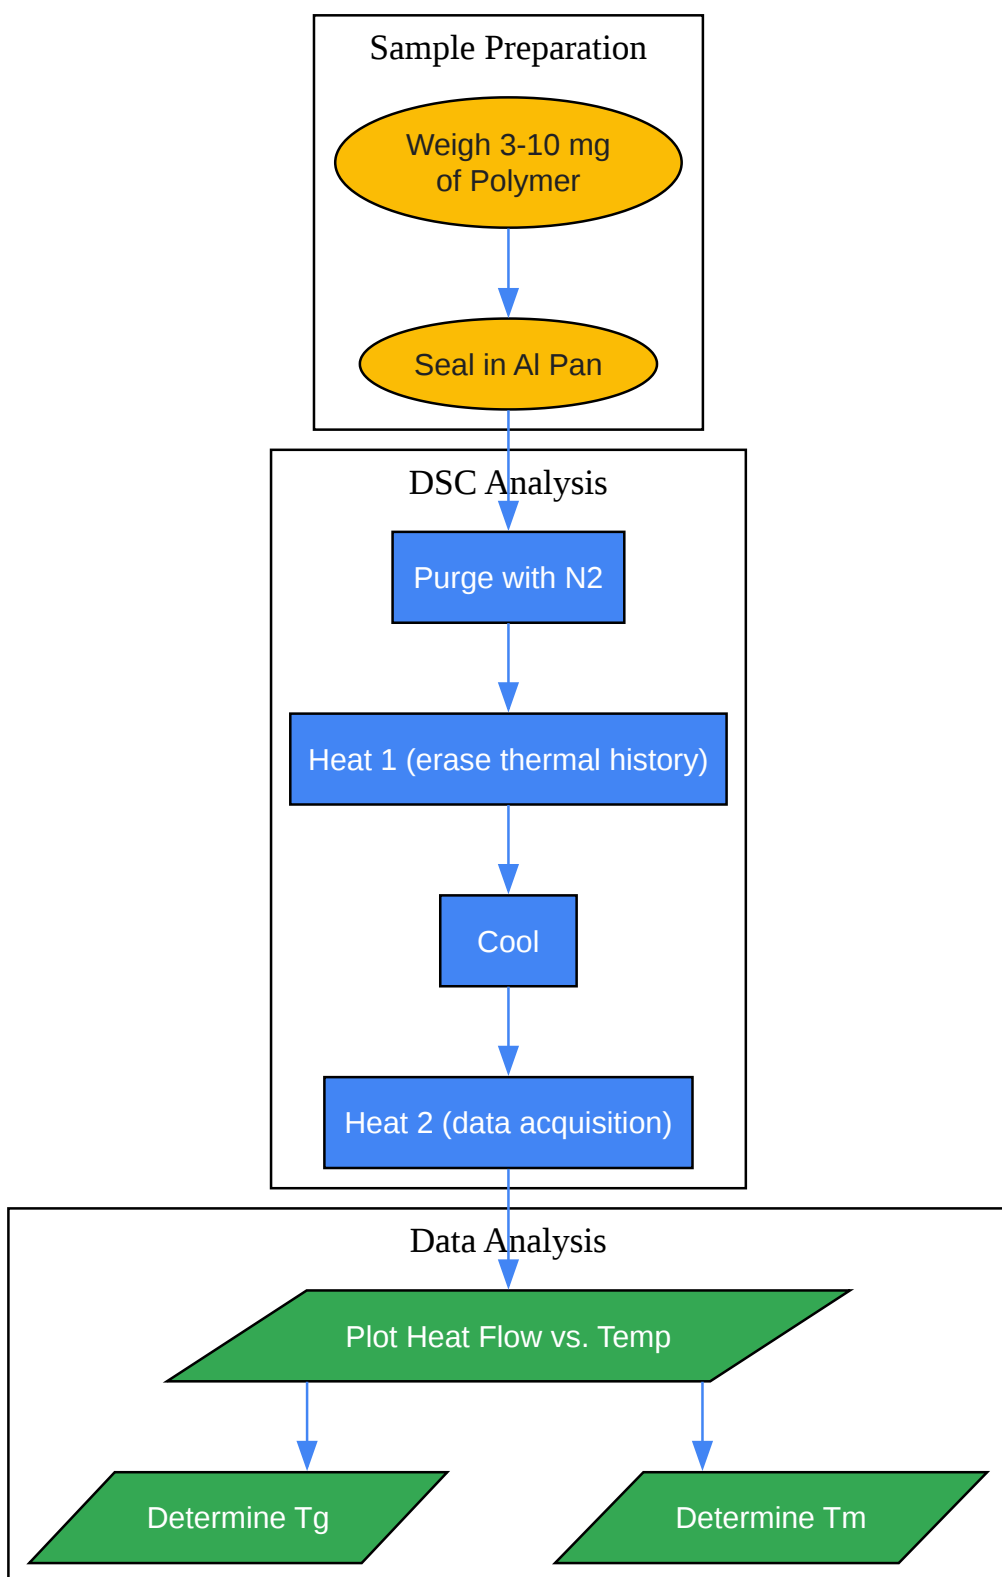 Sample Preparation
Weigh 3-10 mg
of Polymer
Seal in Al Pan
DSC Analysis
Purge with N2
Heat 1 (erase thermal history)
Cool
Heat 2 (data acquisition)
Data Analysis
Plot Heat Flow vs. Temp
Determine Tg
Determine Tm